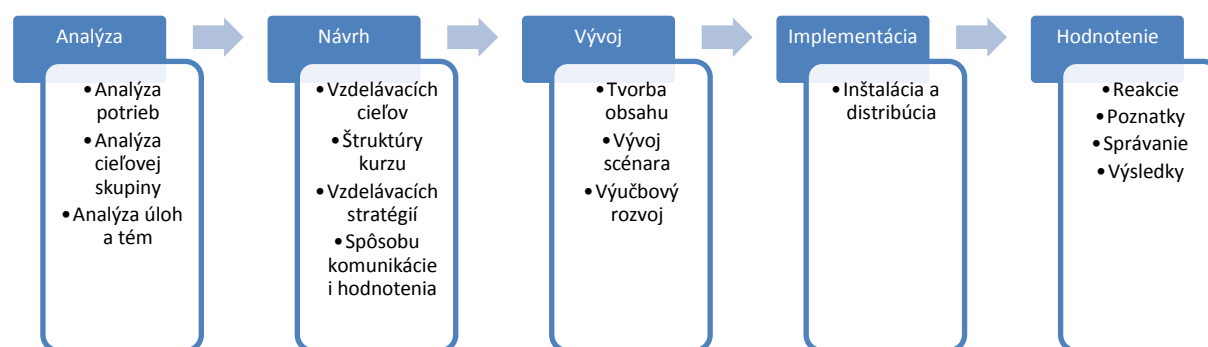 Analýza
•Analýza
potrieb
•Analýza
cieľovej
skupiny
•Analýza úloh
a tém
Návrh
•Vzdelávacích
cieľov
•Štruktúry
kurzu
•Vzdelávacích
stratégií
•Spôsobu
komunikácie
i hodnotenia
Vývoj
•Tvorba
obsahu
•Vývoj
scénara
•Výučbový
rozvoj
Implementácia
•Inštalácia a
distribúcia
Hodnotenie
•Reakcie
•Poznatky
•Správanie
•Výsledky